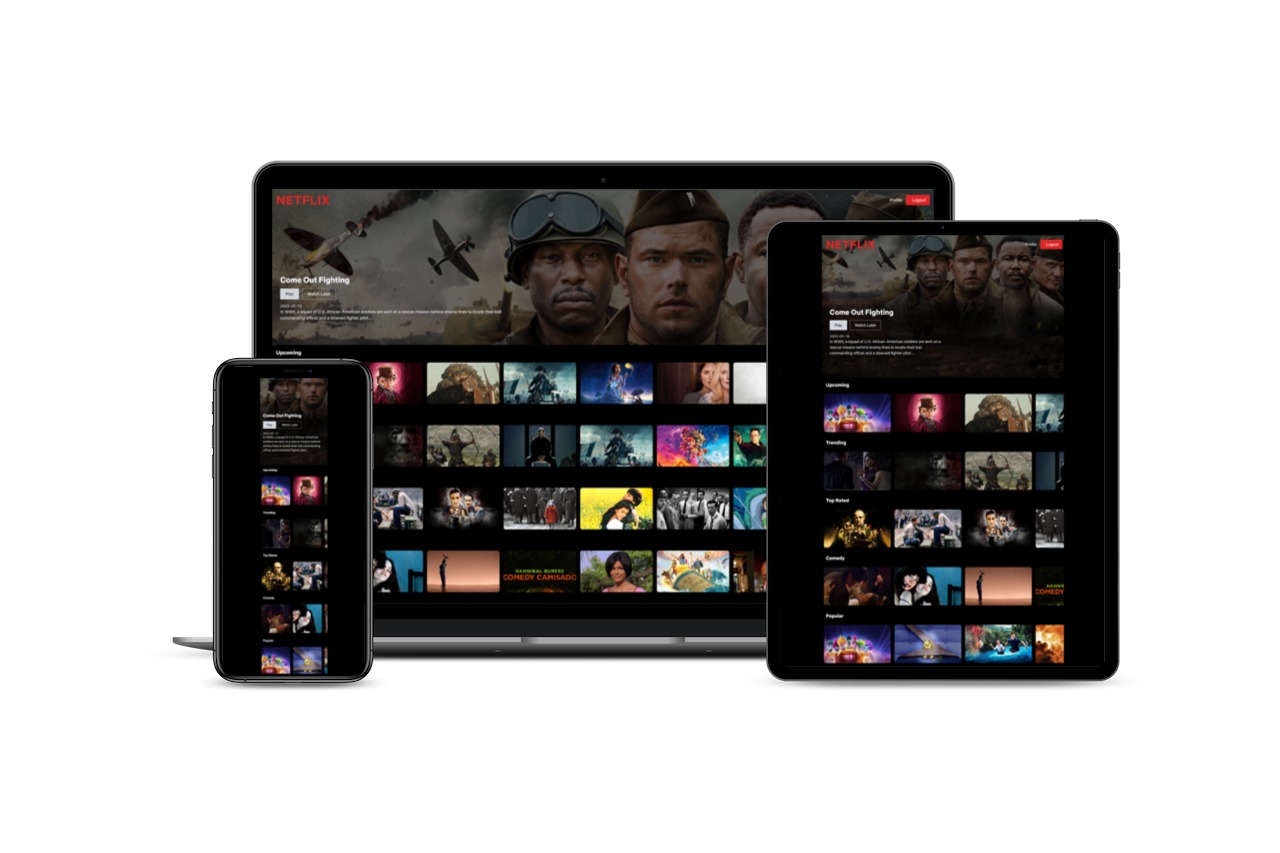 NETFLIX
Profile
Logout
Come Out Fighting
Play
Watch Later
2023-05-19
In WWII, a squad of U.S. African-American soldiers are sent on a rescue mission behind enemy lines to locate their lost
commanding officer and a downed fighter pilot...
Upcoming
HANNIBAL BURESS
COMEDY CAMISADO
NETFLIX
Profile
Logout
Come Out Fighting
Play
Watch Later
2023-05-19
In WWII, a squad of U.S. African-American soldiers are sent on a
rescue mission behind enemy lines to locate their lost
commanding officer and a downed fighter pilot...
Upcoming
Trending
Top Rated
Comedy
HANNIB
COMEDY
Popular
Come Out Fighting
Play
Watch Later
In WWII, a squad of U.S. African-American
soldiers are sent on a rescue mission behind
enemy lines to locate their lost commanding
officer and a downed fighter pilot...
Upcoming
Trending
Top Rated
Comedy
Popular